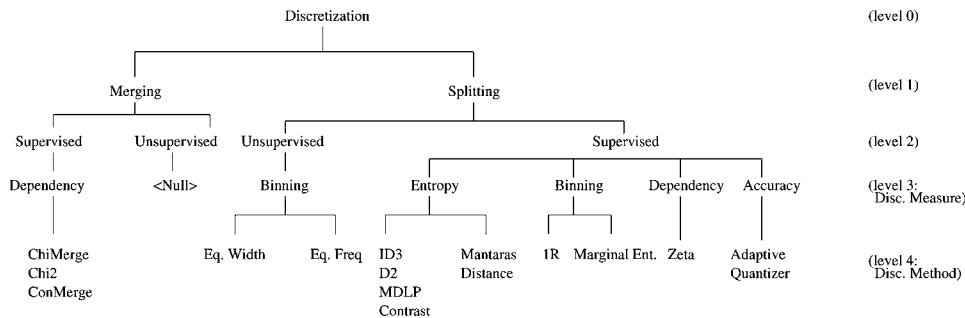 Discretization (level 0)
Merging Splitting (level 1)
Supervised Unsupervised Unsupervised Supervised (level 2)
Dependency <Null> Binning Entropy Binning Dependency Accuracy (level 3:
Disc. Measure)
ChiMerge Eq. Width Eq. Freq ID3 Mantaras 1R Marginal Ent. Zeta Adaptive (level 4:
Chi2 D2 Distance Quantizer Disc. Method)
ConMerge MDLP
Contrast